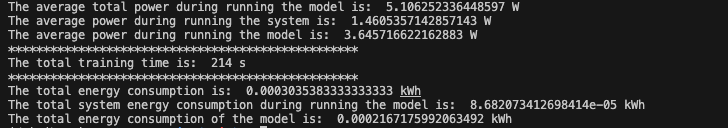 The average total power during running the model is:  5.106252336448597 W
The average power during running the system is:  1.4605357142857143 W
The average power during running the model is:  3.645716622162883 W
**************************************************
The total training time is:  214 s
**************************************************
The total energy consumption is:  0.0003035383333333333 kWh
The total system energy consumption during running the model is:  8.682073412698414e-05 kWh
The total energy consumption of the model is:  0.0002167175992063492 kWh